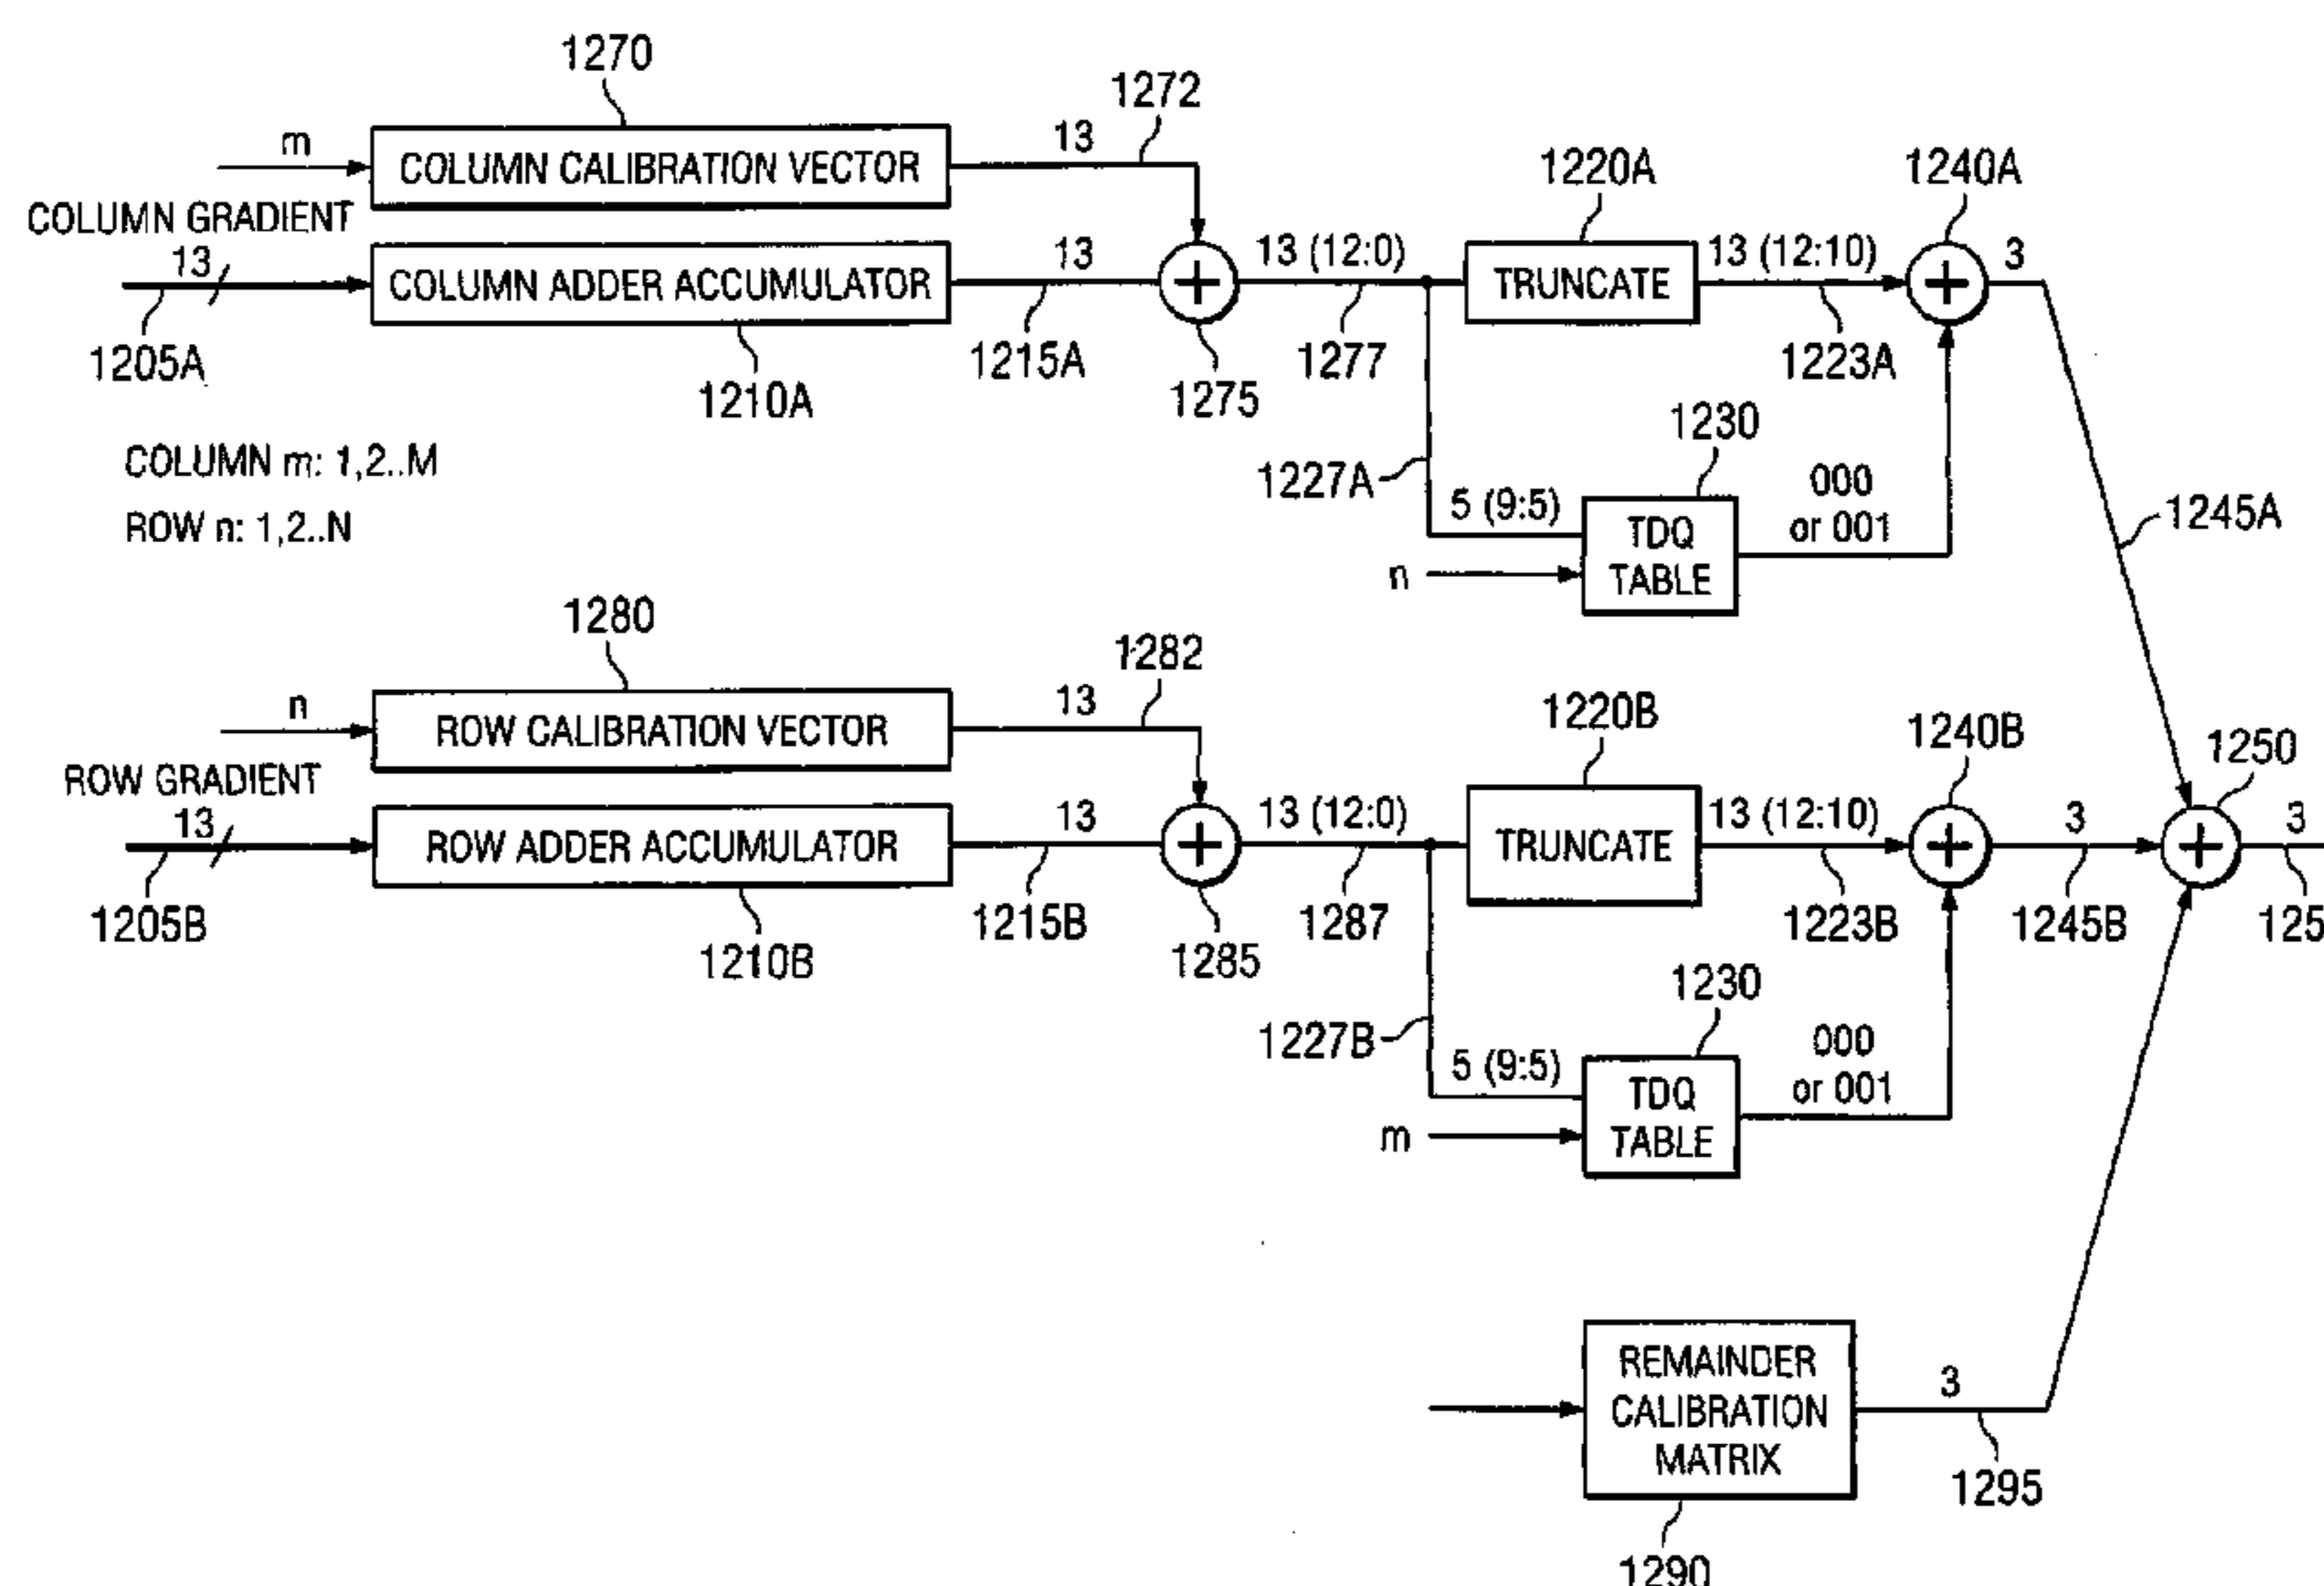 1270
1272
m
13
COLUMN CALIBRATION VECTOR
1220A
1240A
COLUMN GRADIENT
13
COLUMN ADDER ACCUMULATOR
13
13 (12:0)
TRUNCATE
13 (12:10)
3
1205A
1210A
1215A
1275
1277
1223A
COLUMN m: 1,2..M
ROW n: 1,2..N
1227A
1230
5 (9:5)
TDQ
TABLE
000
or 001
n
1245A
1280
1282
n
13
ROW CALIBRATION VECTOR
1220B
1240B
1250
ROW GRADIENT
13
ROW ADDER ACCUMULATOR
13
13 (12:0)
TRUNCATE
13 (12:10)
3
3
1205B
1210B
1215B
1285
1287
1223B
1245B
125
1227B
1230
5 (9:5)
TDQ
TABLE
000
or 001
m
REMAINDER
CALIBRATION
MATRIX
3
1295
1290